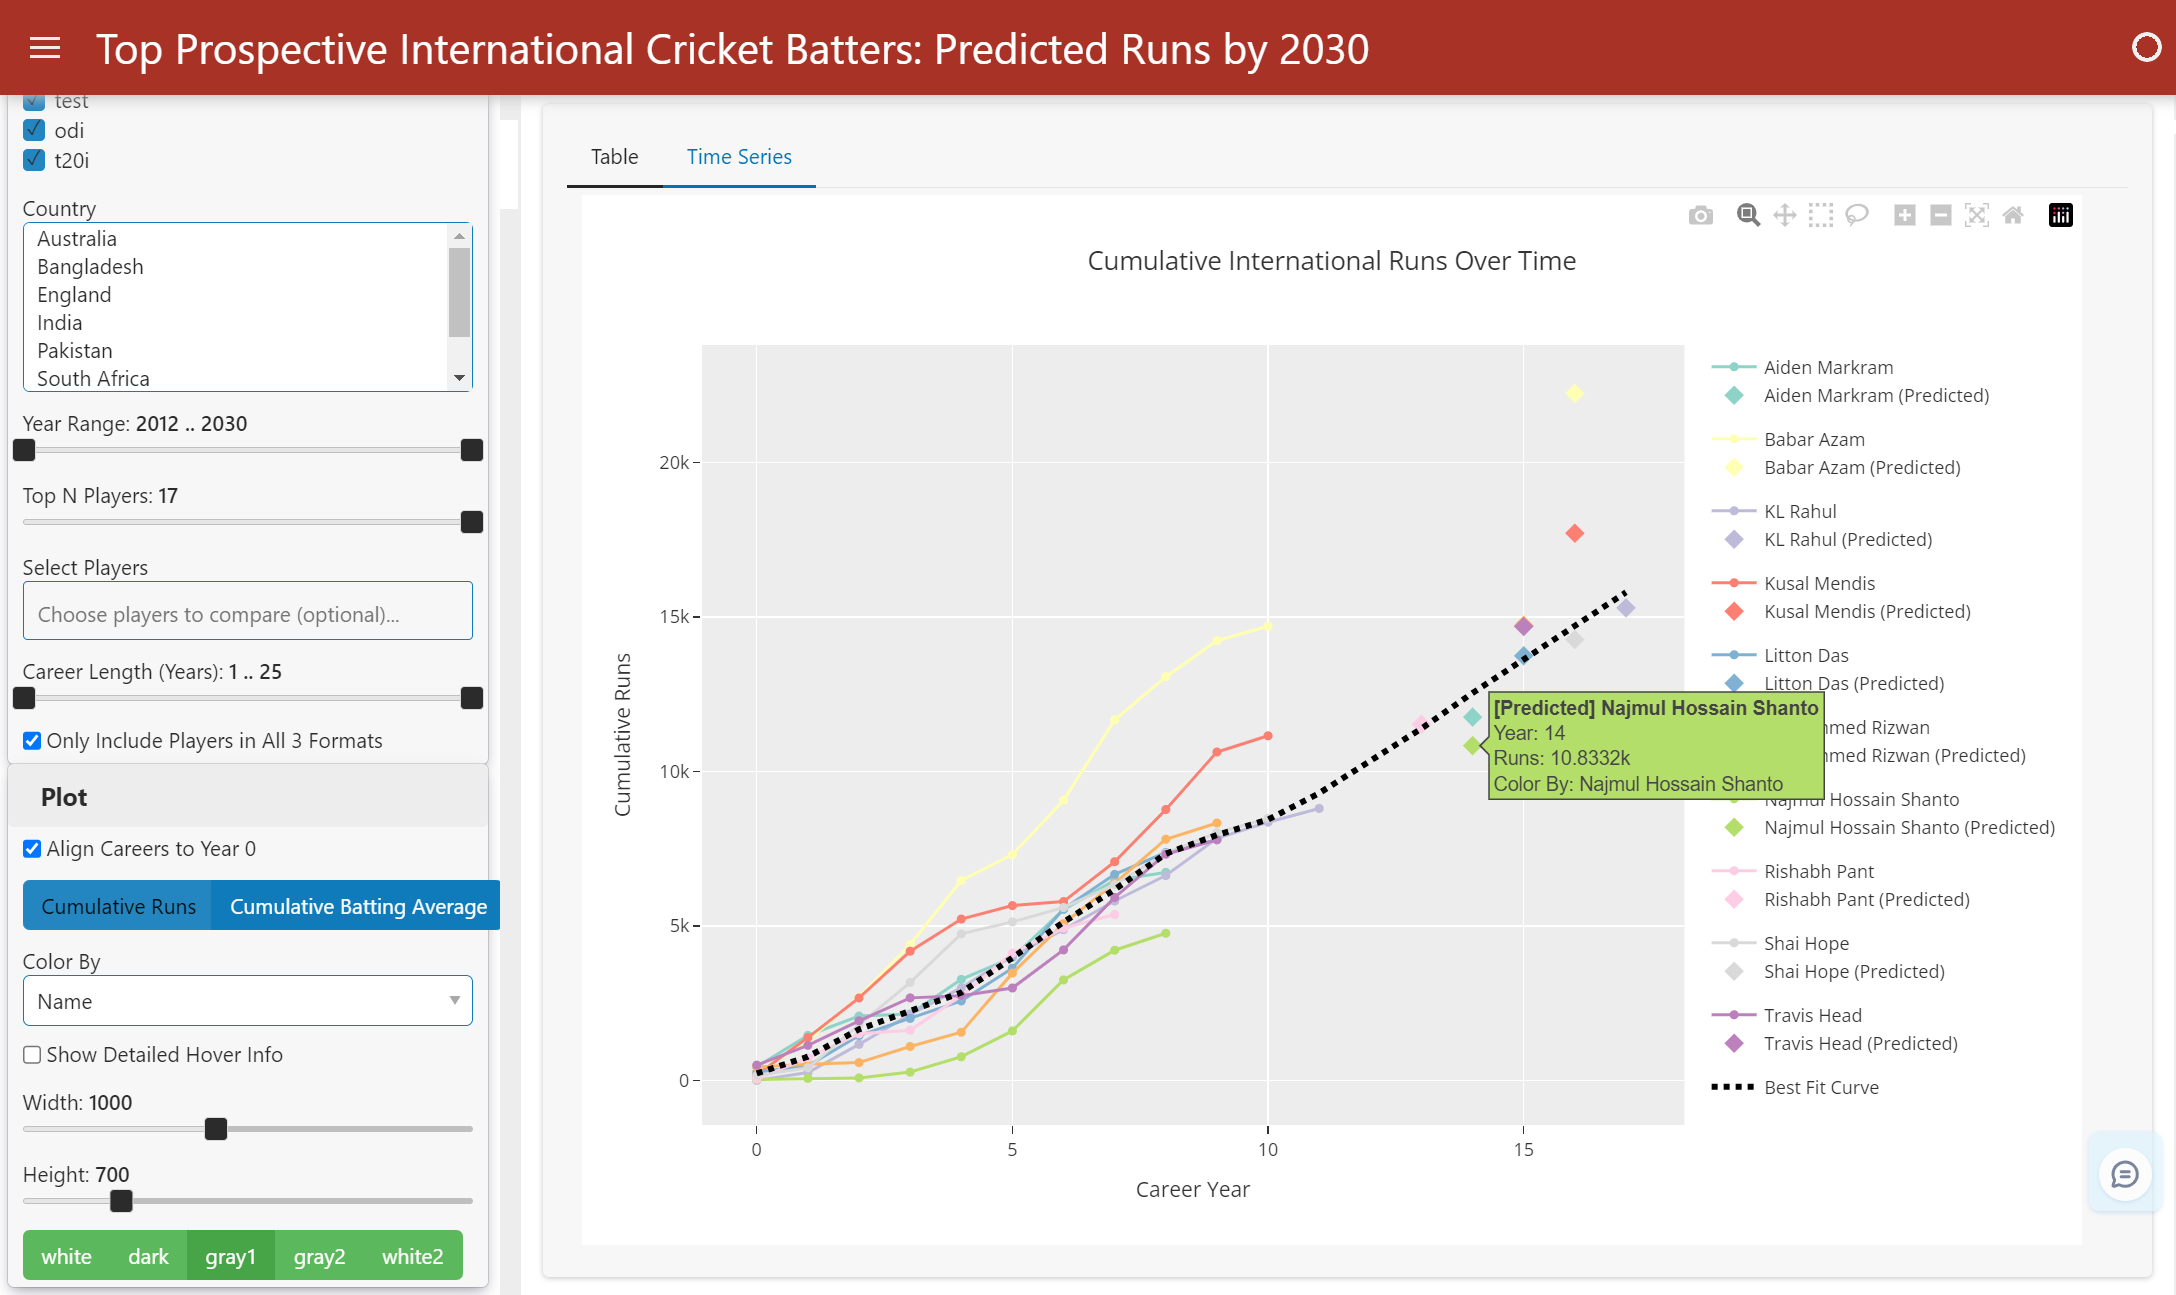 Top Prospective International Cricket Batters: Predicted Runs by 2030
test
odi
t20i
Country
Australia
Bangladesh
England
India
Pakistan
South Africa
Year Range: 2012 .. 2030
Top N Players: 17
Select Players
Choose players to compare (optional)...
Career Length (Years): 1 .. 25
Only Include Players in All 3 Formats
Plot
Align Careers to Year 0
Cumulative Runs
Cumulative Batting Average
Color By
Name
Show Detailed Hover Info
Width: 1000
Height: 700
white
dark
gray1
gray2
white2
Table
Time Series
Cumulative International Runs Over Time
Cumulative Runs
20k
15k
10k
5k
0
0
5
10
15
Career Year
[Predicted] Najmul Hossain Shanto
Year: 14
Runs: 10.8332k
Color By: Najmul Hossain Shanto
Aiden Markram
Aiden Markram (Predicted)
Babar Azam
Babar Azam (Predicted)
KL Rahul
KL Rahul (Predicted)
Kusal Mendis
Kusal Mendis (Predicted)
Litton Das
Litton Das (Predicted)
Rizwan
Rizwan (Predicted)
Najmul Hossain Shanto
Najmul Hossain Shanto (Predicted)
Rishabh Pant
Rishabh Pant (Predicted)
Shai Hope
Shai Hope (Predicted)
Travis Head
Travis Head (Predicted)
Best Fit Curve